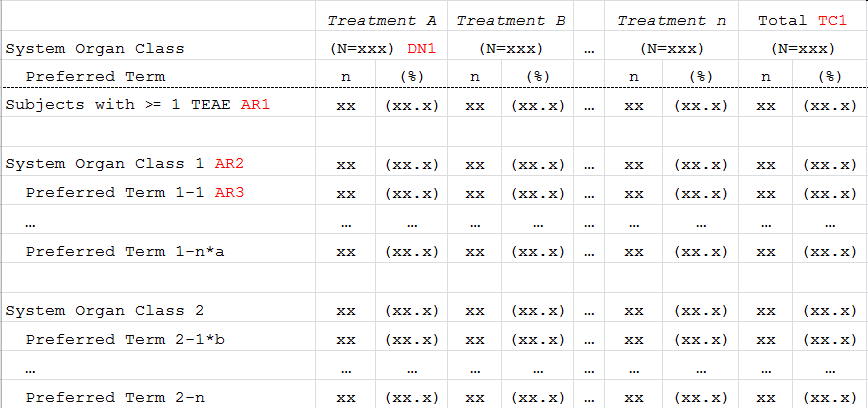 Treatment A Treatment B Treatment n Total TC1
System Organ Class (N=xxx) DN1 (N=xxx) … (N=xxx) (N=xxx)
Preferred Term n (%) n (%) n (%) n (%)
Subjects with >= 1 TEAE AR1 xx (xx.x) xx (xx.x) … xx (xx.x) xx (xx.x)
System Organ Class 1 AR2 xx (xx.x) xx (xx.x) … xx (xx.x) xx (xx.x)
Preferred Term 1-1 AR3 xx (xx.x) xx (xx.x) … xx (xx.x) xx (xx.x)
… … … … … … … … … …
Preferred Term 1-n*a xx (xx.x) xx (xx.x) … xx (xx.x) xx (xx.x)
System Organ Class 2 xx (xx.x) xx (xx.x) … xx (xx.x) xx (xx.x)
Preferred Term 2-1*b xx (xx.x) xx (xx.x) … xx (xx.x) xx (xx.x)
… … … … … … … … … …
Preferred Term 2-n xx (xx.x) xx (xx.x) … xx (xx.x) xx (xx.x)